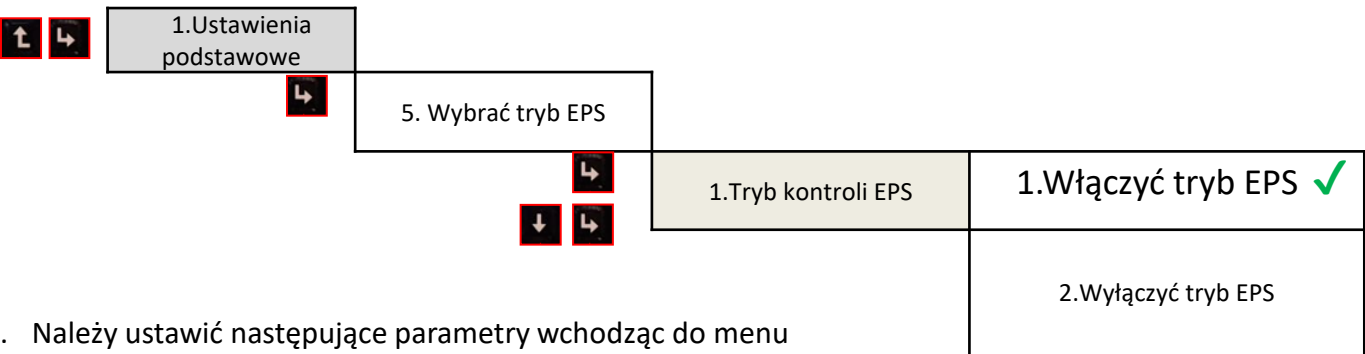 1.Ustawienia
podstawowe
5. Wybrać tryb EPS
1.Tryb kontroli EPS
1.Włączyć tryb EPS ✓
2.Wyłączyć tryb EPS
. Należy ustawić następujące parametry wchodząc do menu